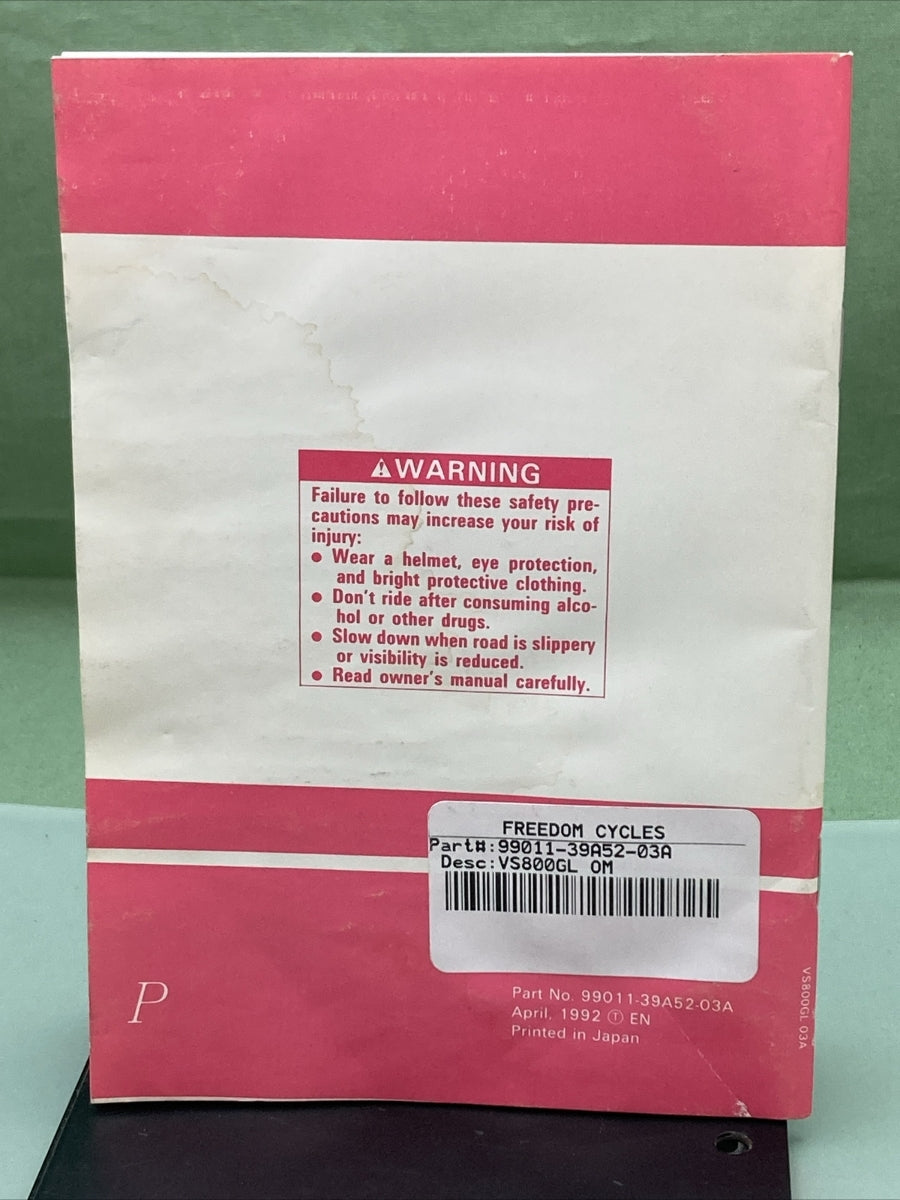 WARNING
Failure to follow these safety pre-
cautions may increase your risk of
injury:
● Wear a helmet, eye protection,
and bright protective clothing.
● Don't ride after consuming alco-
hol or other drugs.
● Slow down when road is slippery
or visibility is reduced.
● Read owner's manual carefully.
FREEDOM CYCLES
Part#:99011-39A52-03A
Desc:VS800GL OM
P
Part No. 99011-39A52-03A
April, 1992 Ⓣ EN
Printed in Japan
VS800GL 03A